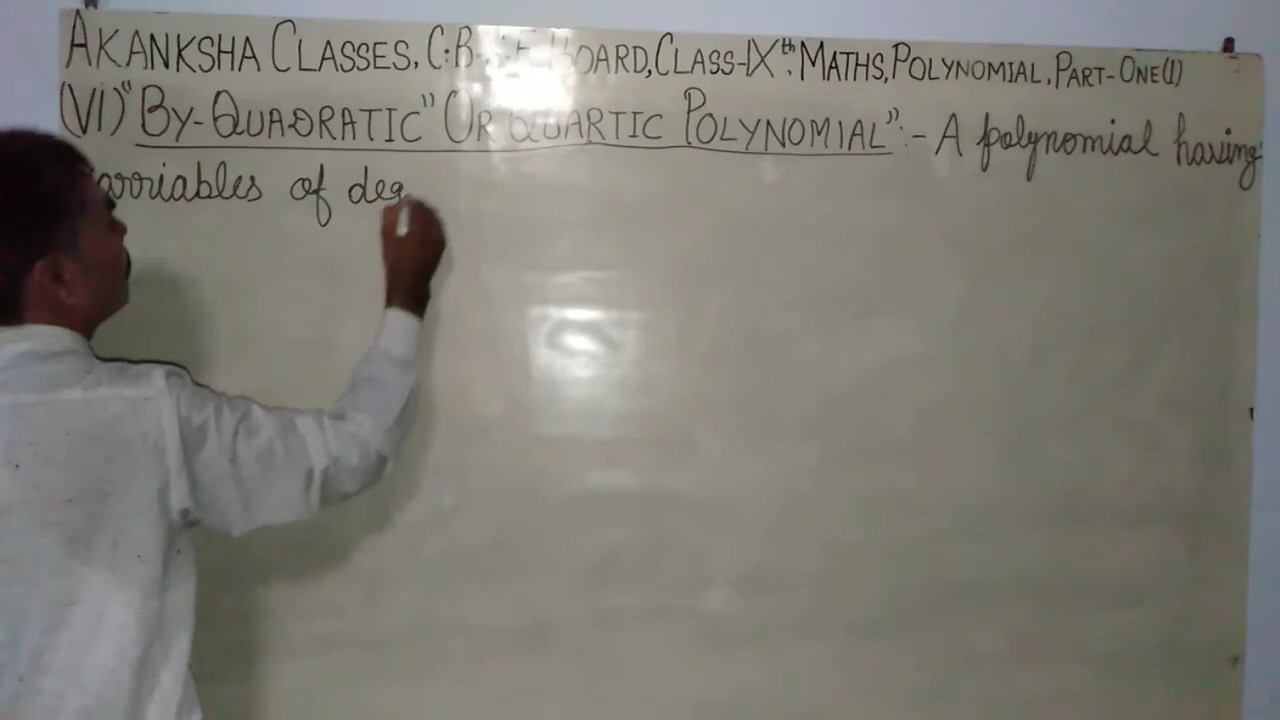 AKANKSHA CLASSES, C.B.S.E BOARD, CLASS-IXth. MATHS, POLYNOMIAL, PART-ONE(1)
(VI) "BY-QUADRATIC" OR QUARTIC POLYNOMIAL":- A polynomial having
variables of deg